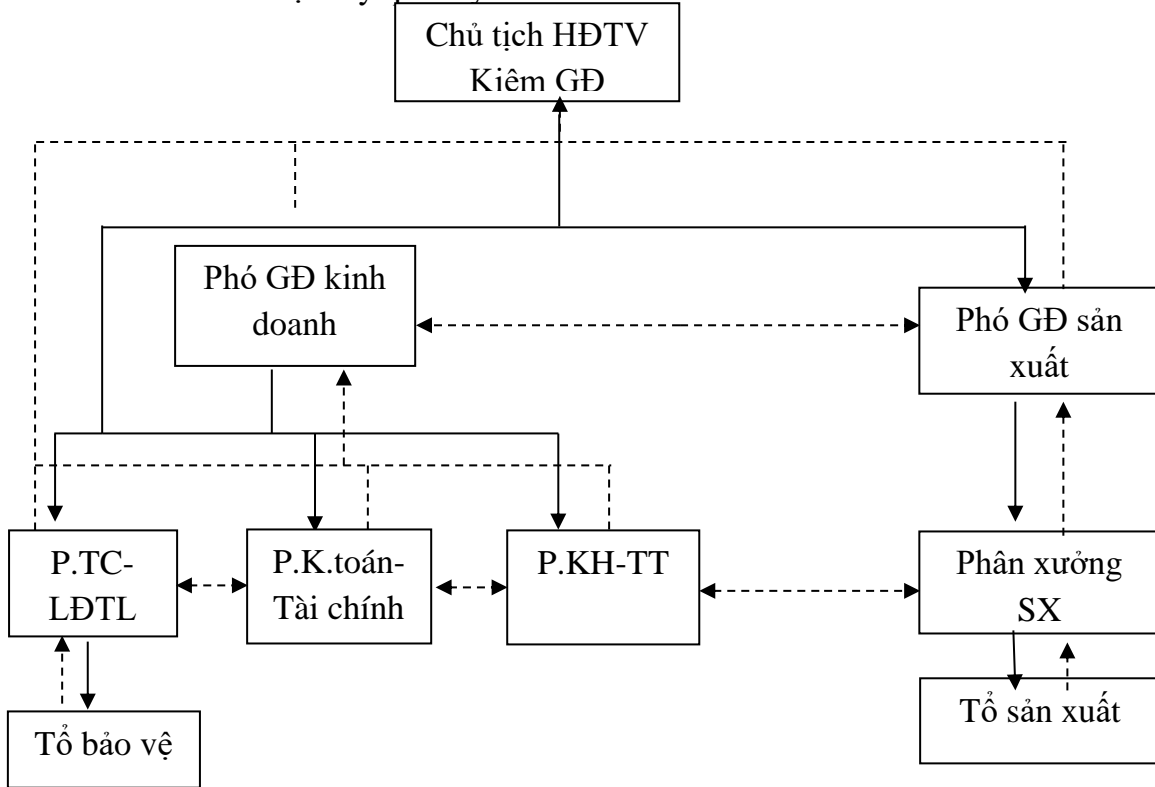 Chủ tịch HĐTV
Kiêm GĐ
Phó GĐ kinh
doanh
Phó GĐ sản
xuất
P.TC-
LĐTL
P.K.toán-
Tài chính
P.KH-TT
Phân xưởng
SX
Tổ bảo vệ
Tổ sản xuất